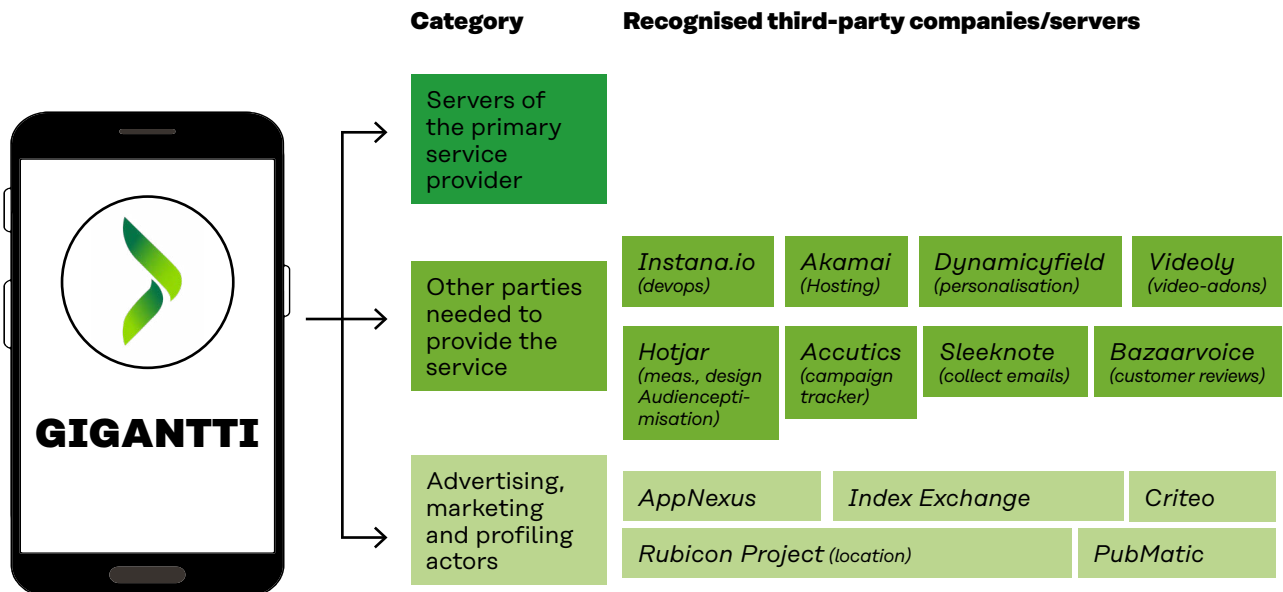 Category
Recognised third-party companies/servers
GIGANTTI
Servers of
the primary
service
provider
Other parties
needed to
provide the
service
Instana.io
(devops)
Akamai
(Hosting)
Dynamicyfield
(personalisation)
Videoly
(video-adons)
Hotjar
(meas., design
Audiencepti-
misation)
Accutics
(campaign
tracker)
Sleeknote
(collect emails)
Bazaarvoice
(customer reviews)
Advertising,
marketing
and profiling
actors
AppNexus
Index Exchange
Criteo
Rubicon Project (location)
PubMatic